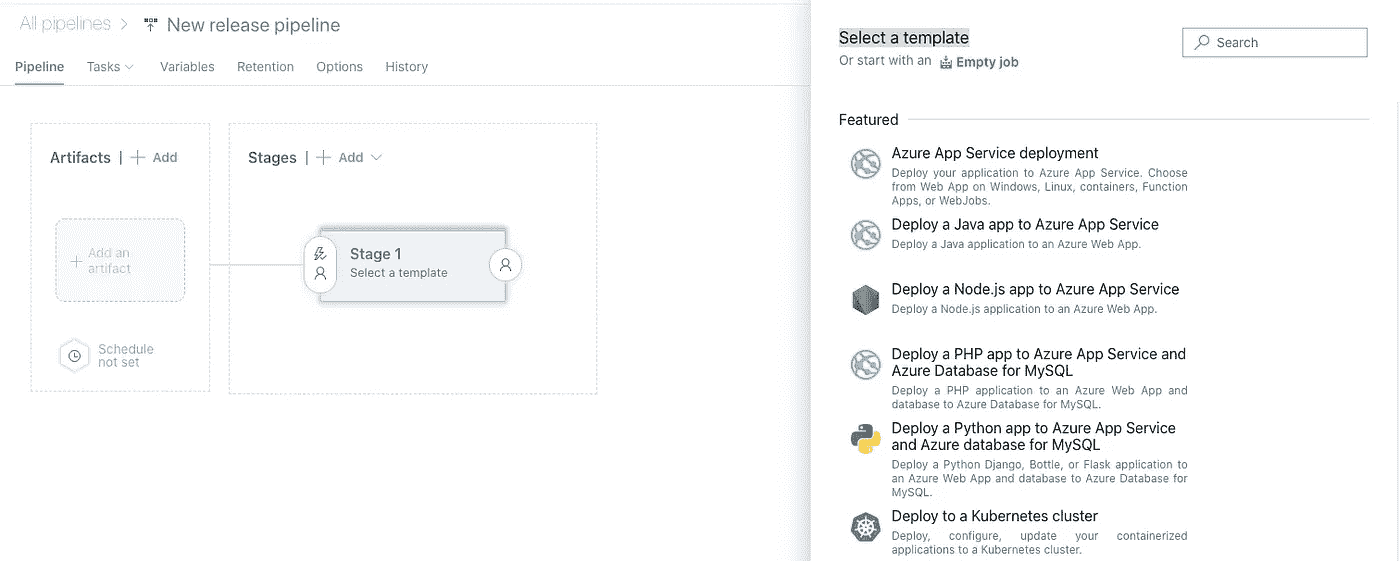 All pipelines > New release pipeline
Pipeline Tasks Variables Retention Options History
Artifacts | + Add
Add an
artifact
Schedule
not set
Stages | + Add
Stage 1
Select a template
Select a template
Or start with an Empty job
Search
Featured
Azure App Service deployment
Deploy your application to Azure App Service. Choose
from Web App on Windows, Linux, containers, Function
Apps, or WebJobs.
Deploy a Java app to Azure App Service
Deploy a Java application to an Azure Web App.
Deploy a Node.js app to Azure App Service
Deploy a Node.js application to an Azure Web App.
Deploy a PHP app to Azure App Service and
Azure Database for MySQL
Deploy a PHP application to an Azure Web App and
database to Azure Database for MySQL.
Deploy a Python app to Azure App Service
and Azure database for MySQL
Deploy a Python Django, Bottle, or Flask application to
an Azure Web App and database to Azure Database for
MySQL.
Deploy to a Kubernetes cluster
Deploy, configure, update your containerized
applications to a Kubernetes cluster.